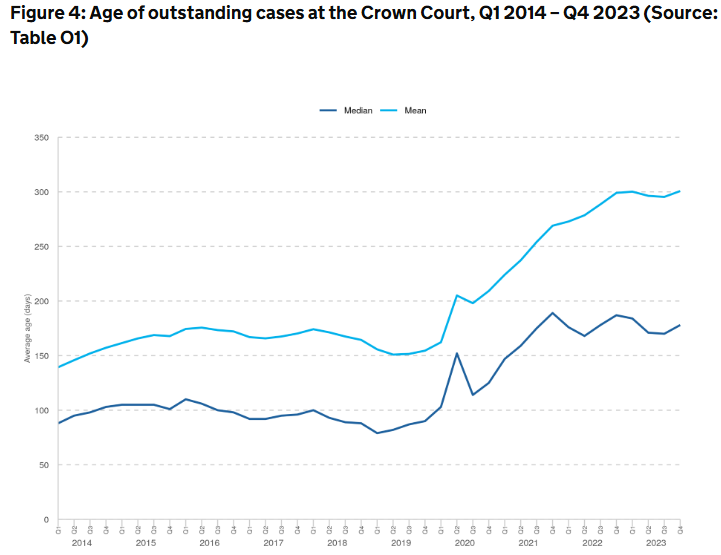 Figure 4: Age of outstanding cases at the Crown Court, Q1 2014 – Q4 2023 (Source:
Table O1)
Median Mean
350
300
250
200
150
100
50
0
Average age (days)
Q1 Q2 Q3 Q4 Q1 Q2 Q3 Q4 Q1 Q2 Q3 Q4 Q1 Q2 Q3 Q4 Q1 Q2 Q3 Q4 Q1 Q2 Q3 Q4 Q1 Q2 Q3 Q4 Q1 Q2 Q3 Q4 Q1 Q2 Q3 Q4 Q1 Q2 Q3 Q4
2014 2015 2016 2017 2018 2019 2020 2021 2022 2023